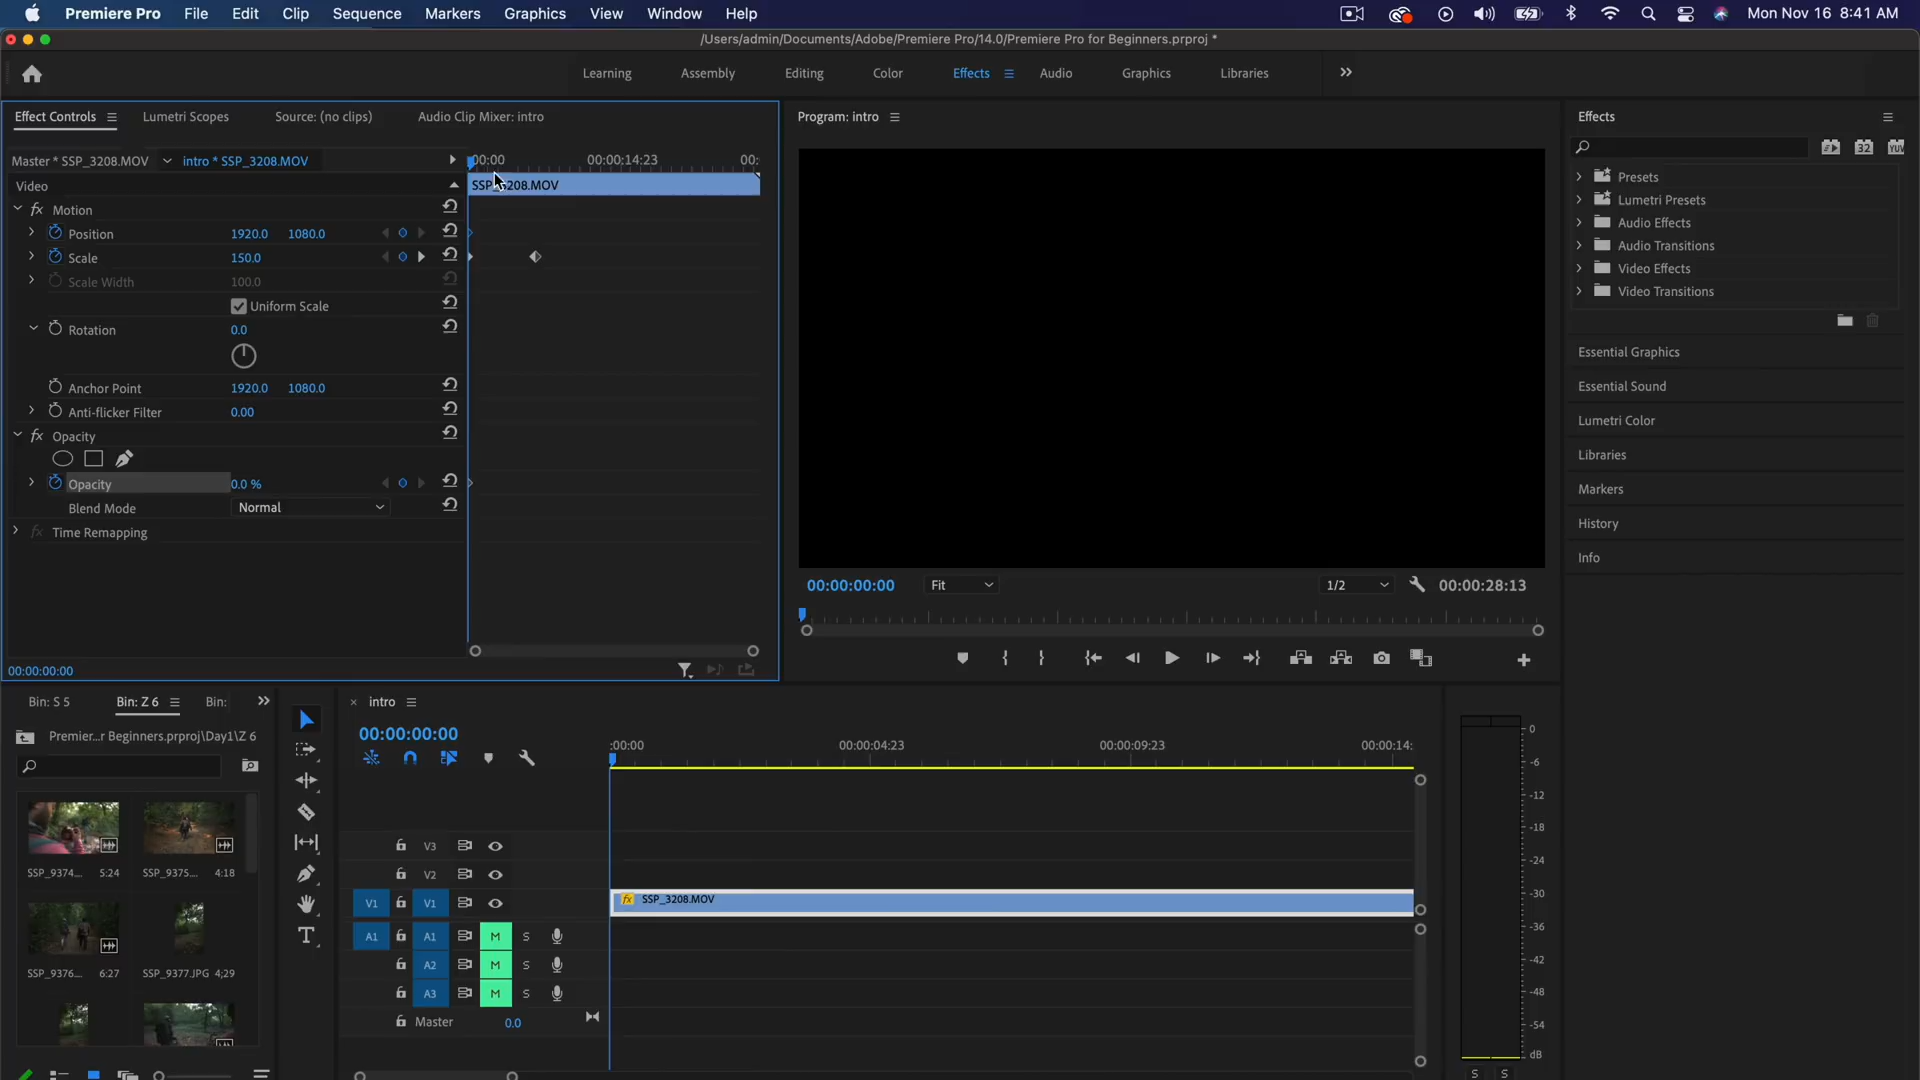 Premiere Pro File Edit Clip Sequence Markers Graphics View Window Help Mon Nov 16 8:41 AM
/Users/admin/Documents/Adobe/Premiere Pro/14.0/Premiere Pro for Beginners.prproj *
Learning Assembly Editing Color Effects Audio Graphics Libraries
Effect Controls Lumetri Scopes Source: (no clips) Audio Clip Mixer: intro
Program: intro
Effects
Master * SSP_3208.MOV intro * SSP_3208.MOV
:00:00 00:00:14:23 00:
Video
SSP_3208.MOV
Motion
Position 1920.0 1080.0
Scale 150.0
Scale Width 100.0
Uniform Scale
Rotation 0.0
Anchor Point 1920.0 1080.0
Anti-flicker Filter 0.00
Opacity
Opacity 0.0 %
Blend Mode Normal
Time Remapping
00:00:00:00
00:00:00:00 Fit 1/2 00:00:28:13
32 YUV
Presets
Lumetri Presets
Audio Effects
Audio Transitions
Video Effects
Video Transitions
Essential Graphics
Essential Sound
Lumetri Color
Libraries
Markers
History
Info
Bin: S 5 Bin: Z 6 Bin:
Premier...r Beginners.prproj\Day1\Z 6
SSP_9374... 5:24 SSP_9375... 4:18
SSP_9376... 6:27 SSP_9377.JPG 4;29
T
× intro
00:00:00:00
:00:00 00:00:04:23 00:00:09:23 00:00:14:
V3
V2
V1 V1
fx SSP_3208.MOV
A1 A1 M S
A2 M S
A3 M S
Master 0.0
0
-6
-12
-18
-24
-30
-36
-42
-48
-54
dB
S S